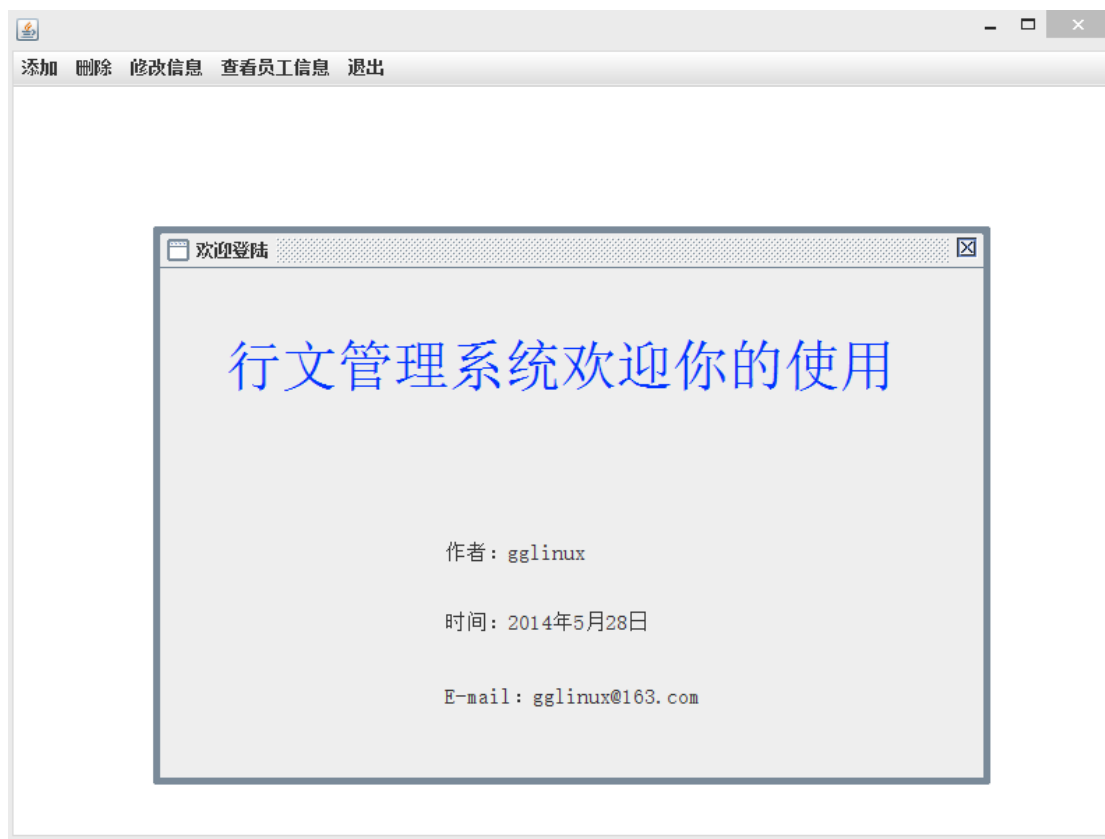 添加 删除 修改信息 查看员工信息 退出
欢迎登陆
行文管理系统欢迎你的使用
作者：gglinux
时间：2014年5月28日
E-mail：gglinux@163.com